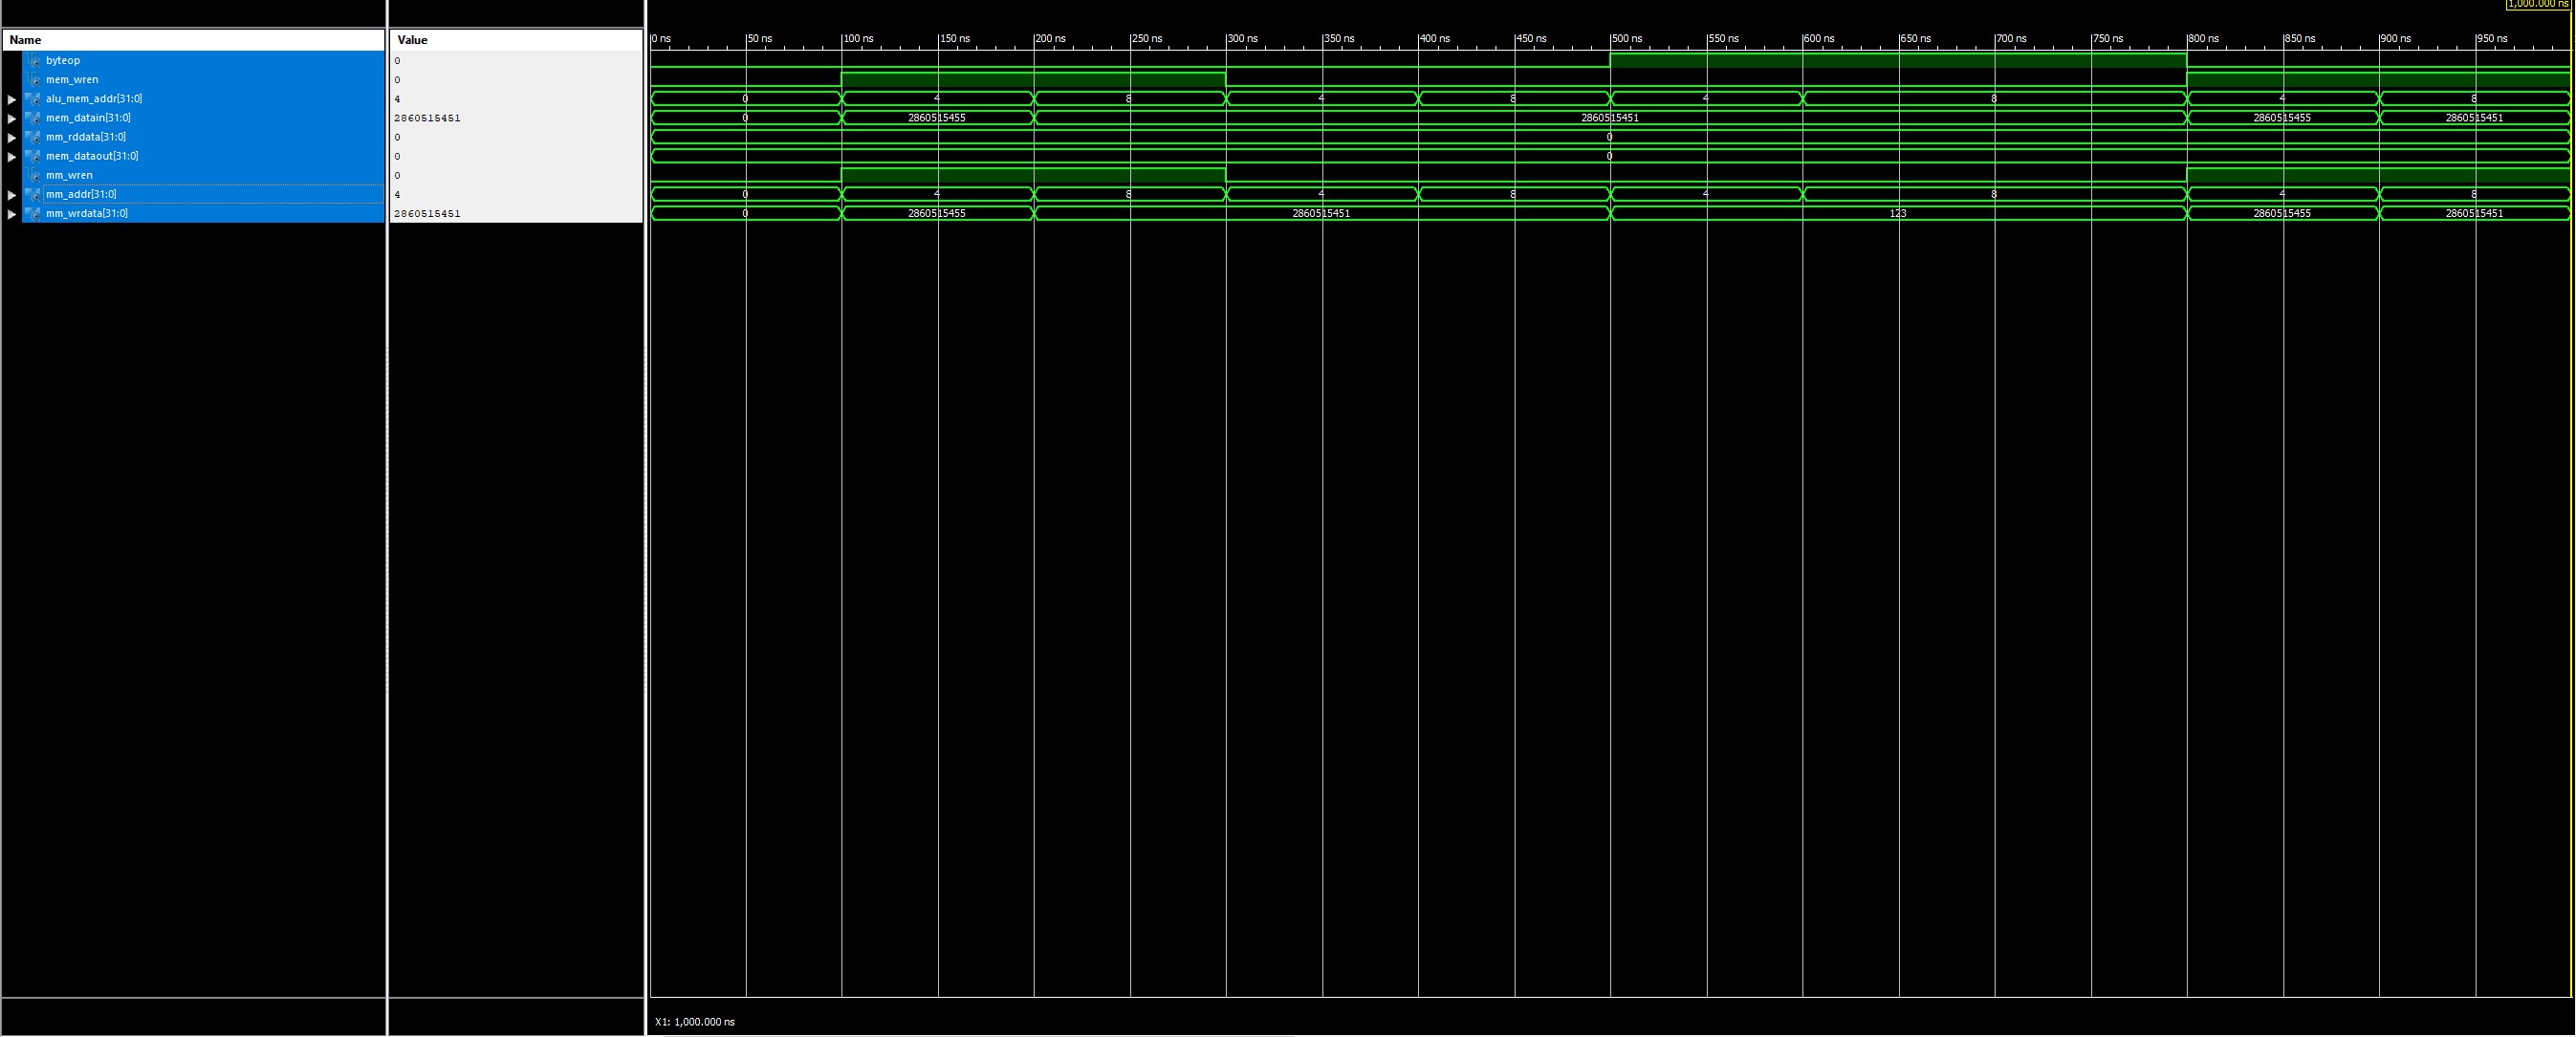 1,000.000 ns
Name Value 0 ns 50 ns 100 ns 150 ns 200 ns 250 ns 300 ns 350 ns 400 ns 450 ns 500 ns 550 ns 600 ns 650 ns 700 ns 750 ns 800 ns 850 ns 900 ns 950 ns
byteop 0
mem_wren 0
alu_mem_addr[31:0] 4 0 4 8 4 8 4 8 4 8
mem_datain[31:0] 2860515451 0 2860515455 2860515451 2860515455 2860515451
mm_rddata[31:0] 0 0
mem_dataout[31:0] 0 0
mm_wren 0
mm_addr[31:0] 4 0 4 8 4 8 4 8 4 8
mm_wrdata[31:0] 2860515451 0 2860515455 2860515451 123 2860515455 2860515451
X1: 1,000.000 ns